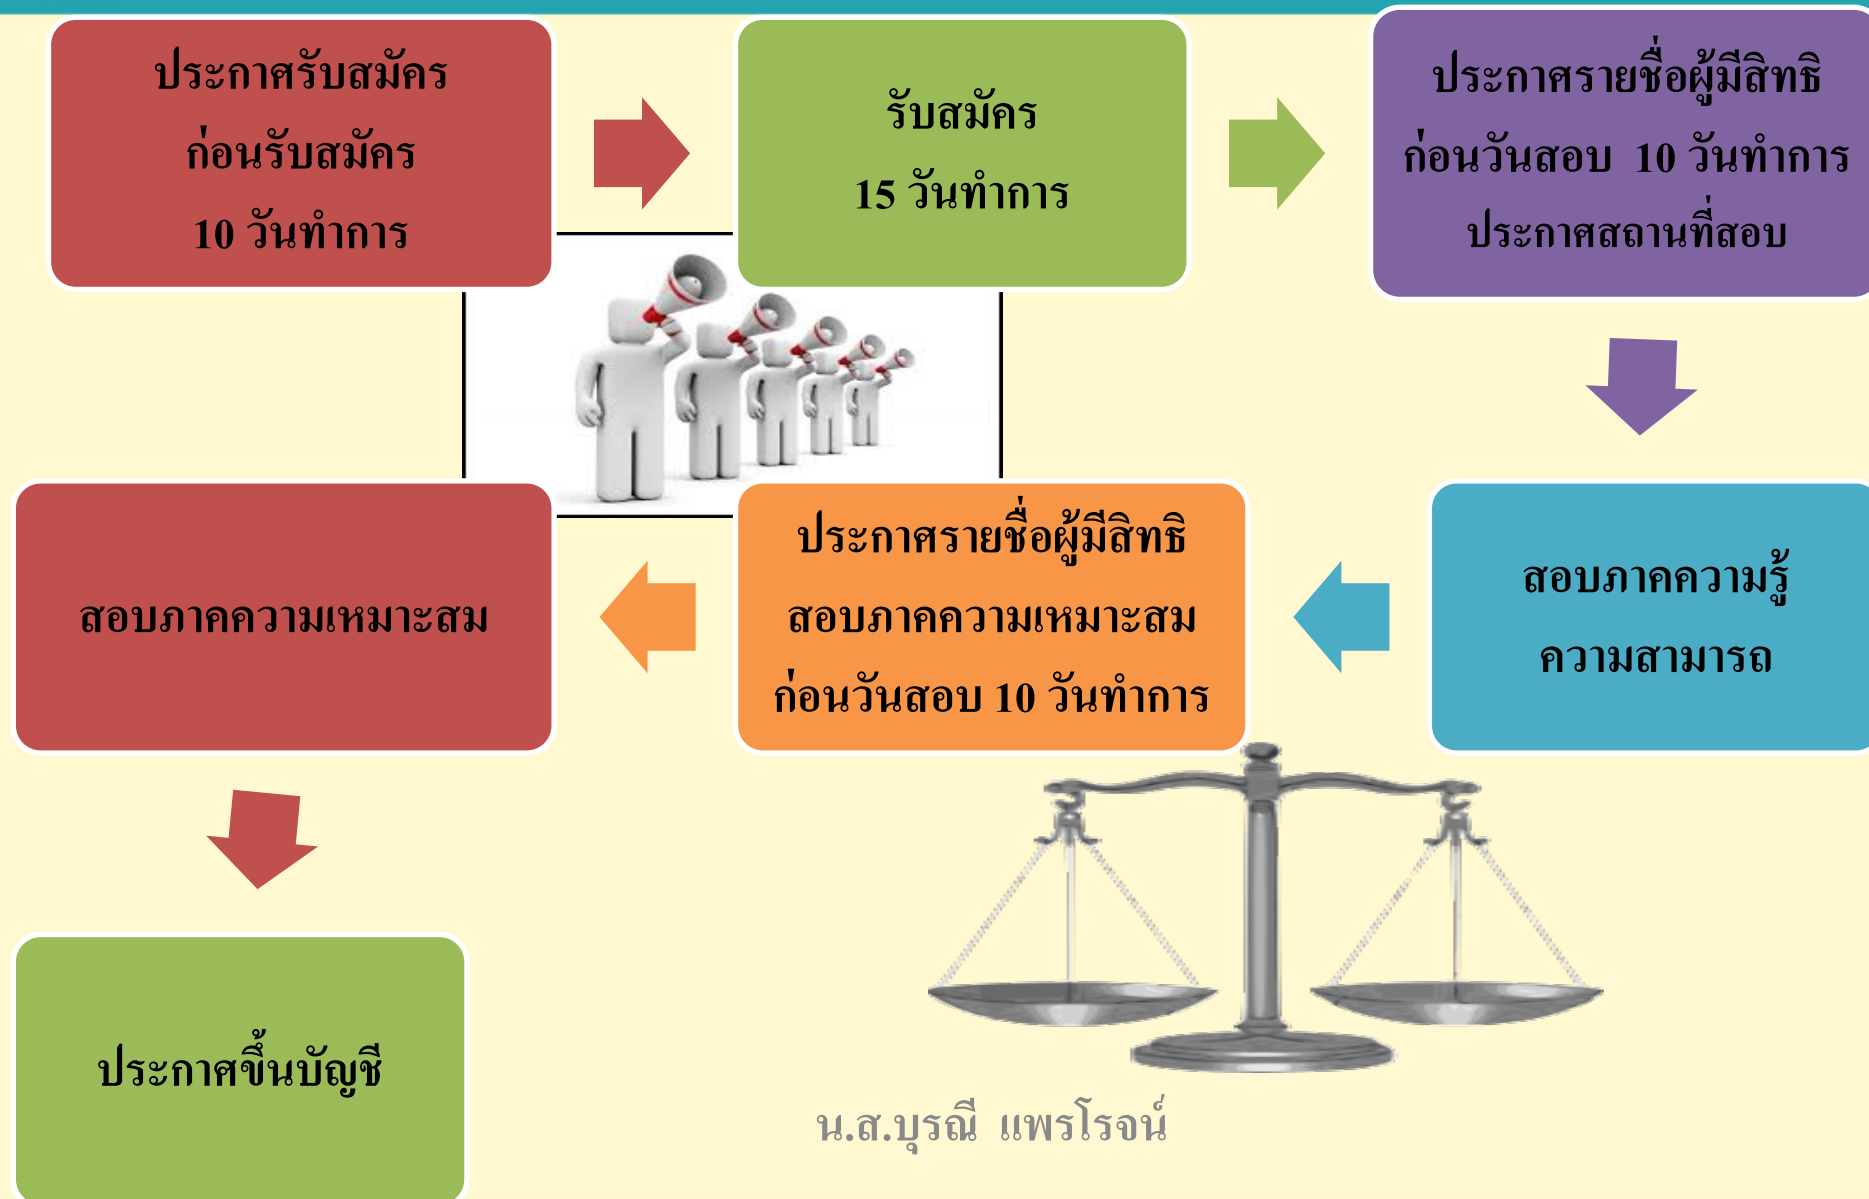 ประกาศรับสมัคร
ก่อนรับสมัคร
10 วันทำการ
รับสมัคร
15 วันทำการ
ประกาศรายชื่อผู้มีสิทธิ
ก่อนวันสอบ 10 วันทำการ
ประกาศสถานที่สอบ
สอบภาคความรู้
ความสามารถ
ประกาศรายชื่อผู้มีสิทธิ
สอบภาคความเหมาะสม
ก่อนวันสอบ 10 วันทำการ
สอบภาคความเหมาะสม
ประกาศขึ้นบัญชี
น.ส.บุรณี แพรโรจน์